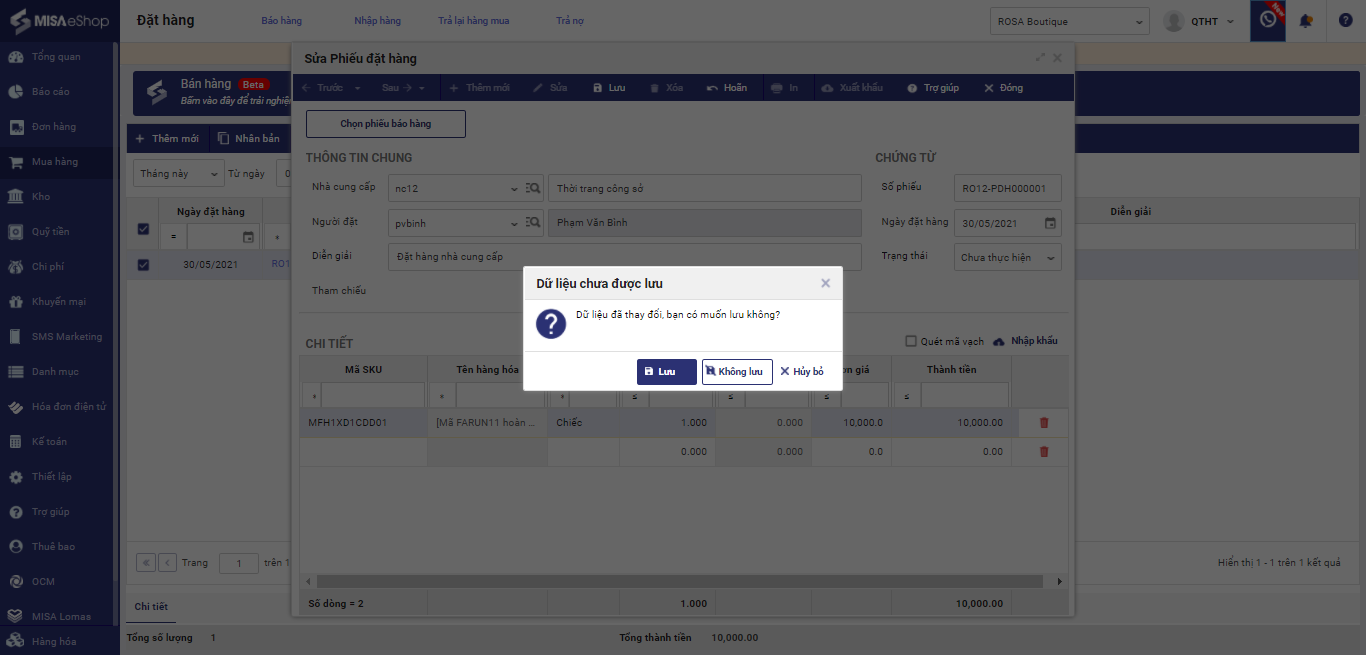 MISA eShop
Đặt hàng
Báo hàng
Nhập hàng
Trả lại hàng mua
Trả nợ
ROSA Boutique
QTHT
New
Tổng quan
Báo cáo
Đơn hàng
Mua hàng
Kho
Quỹ tiền
Chi phí
Khuyến mại
SMS Marketing
Danh mục
Hóa đơn điện tử
Kế toán
Thiết lập
Trợ giúp
Thuê bao
OCM
MISA Lomas
Hàng hóa
Bán hàng Beta
Bấm vào đây để trải nghiệm
Thêm mới
Nhân bản
Tháng này
Từ ngày
0
Ngày đặt hàng
Diễn giải
=
*
30/05/2021
RO1
Trang
1
trên 1
Hiển thị 1 - 1 trên 1 kết quả
Chi tiết
Tổng số lượng 1
Tổng thành tiền 10,000.00
Sửa Phiếu đặt hàng
Trước
Sau
Thêm mới
Sửa
Lưu
Xóa
Hoãn
In
Xuất khẩu
Trợ giúp
Đóng
Chọn phiếu báo hàng
THÔNG TIN CHUNG
CHỨNG TỪ
Nhà cung cấp
nc12
Thời trang công sở
Số phiếu
RO12-PDH000001
Người đặt
pvbinh
Phạm Văn Bình
Ngày đặt hàng
30/05/2021
Diễn giải
Đặt hàng nhà cung cấp
Trạng thái
Chưa thực hiện
Tham chiếu
Dữ liệu chưa được lưu
Dữ liệu đã thay đổi, bạn có muốn lưu không?
Lưu
Không lưu
Hủy bỏ
CHI TIẾT
Quét mã vạch
Nhập khẩu
Mã SKU
Tên hàng hóa
ơn giá
Thành tiền
* * * ≤ ≤ ≤ ≤
MFH1XD1CDD01 [Mã FARUN11 hoàn ... Chiếc 1.000 0.000 10,000.0 10,000.00
0.000 0.000 0.0 0.00
Số dòng = 2 1.000 10,000.00